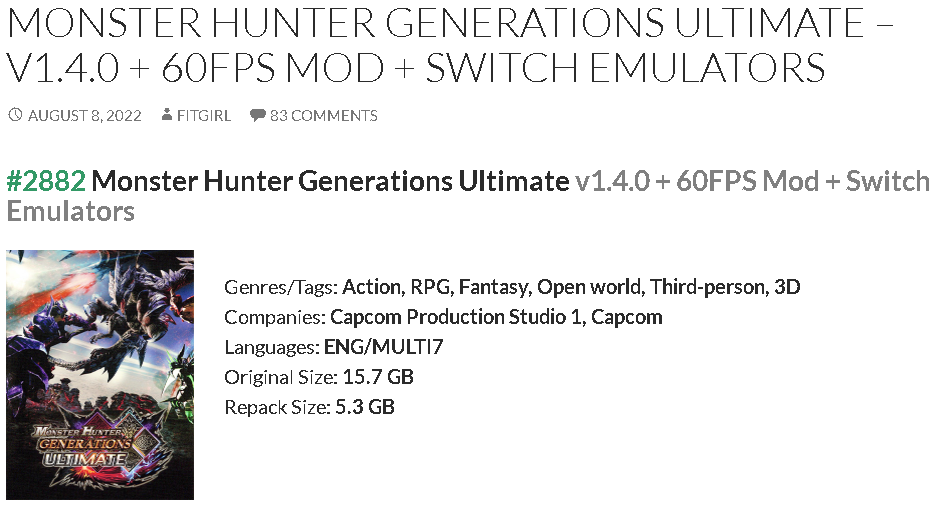 MONSTER HUNTER GENERATIONS ULTIMATE –
V1.4.0 + 60FPS MOD + SWITCH EMULATORS
AUGUST 8, 2022 FITGIRL 83 COMMENTS
#2882 Monster Hunter Generations Ultimate v1.4.0 + 60FPS Mod + Switch
Emulators
Genres/Tags: Action, RPG, Fantasy, Open world, Third-person, 3D
Companies: Capcom Production Studio 1, Capcom
Languages: ENG/MULTI7
Original Size: 15.7 GB
Repack Size: 5.3 GB
MONSTER HUNTER
GENERATIONS
ULTIMATE